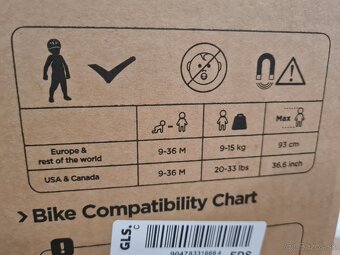 Max
Europe &
rest of the world
9-36 M
9-15 kg
93 cm
USA & Canada
9-36 M
20-33 lbs
36.6 inch
> Bike Compatibility Chart
GLS.
C